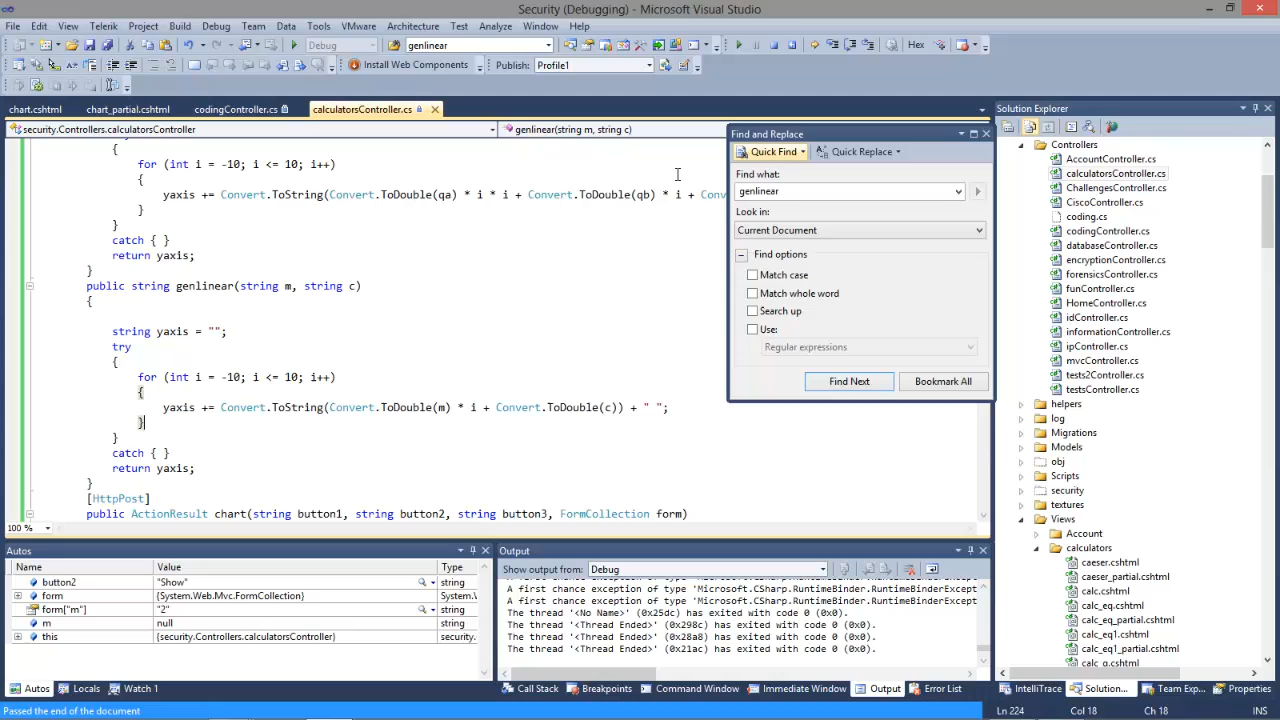 Security (Debugging) - Microsoft Visual Studio
File Edit View Telerik Project Build Debug Team Data Tools VMware Architecture Test Analyze Window Help
Debug genlinear Hex
Install Web Components Publish: Profile1
chart.cshtml chart_partial.cshtml codingController.cs calculatorsController.cs
security.Controllers.calculatorsController genlinear(string m, string c)
{
for (int i = -10; i <= 10; i++)
{
yaxis += Convert.ToString(Convert.ToDouble(qa) * i * i + Convert.ToDouble(qb) * i + Conv
}
}
catch { }
return yaxis;
}
public string genlinear(string m, string c)
{
string yaxis = "";
try
{
for (int i = -10; i <= 10; i++)
{
yaxis += Convert.ToString(Convert.ToDouble(m) * i + Convert.ToDouble(c)) + " ";
}
}
catch { }
return yaxis;
}
[HttpPost]
public ActionResult chart(string button1, string button2, string button3, FormCollection form)
100 %
Find and Replace
Quick Find Quick Replace
Find what:
genlinear
Look in:
Current Document
Find options
Match case
Match whole word
Search up
Use:
Regular expressions
Find Next Bookmark All
Solution Explorer
Controllers
AccountController.cs
calculatorsController.cs
ChallengesController.cs
CiscoController.cs
coding.cs
codingController.cs
databaseController.cs
encryptionController.cs
forensicsController.cs
funController.cs
HomeController.cs
idController.cs
informationController.cs
ipController.cs
mvcController.cs
tests2Controller.cs
testsController.cs
helpers
log
Migrations
Models
obj
Scripts
security
textures
Views
Account
calculators
caeser.cshtml
caeser_partial.cshtml
calc.cshtml
calc_eq.cshtml
calc_eq_partial.cshtml
calc_eq1.cshtml
calc_eq1_partial.cshtml
calc_g.cshtml
Autos
Name Value Type
button2 "Show" string
form {System.Web.Mvc.FormCollection} System.\
form["m"] "2" string
m null string
this {security.Controllers.calculatorsController} security.
Autos Locals Watch 1
Output
Show output from: Debug
A first chance exception of type 'Microsoft.CSharp.RuntimeBinder.RuntimeBinderExcept
A first chance exception of type 'Microsoft.CSharp.RuntimeBinder.RuntimeBinderExcept
The thread '<No Name>' (0x25dc) has exited with code 0 (0x0).
The thread '<Thread Ended>' (0x298c) has exited with code 0 (0x0).
The thread '<Thread Ended>' (0x28a8) has exited with code 0 (0x0).
The thread '<Thread Ended>' (0x21ac) has exited with code 0 (0x0).
Call Stack Breakpoints Command Window Immediate Window Output Error List
IntelliTrace Solution... Team Exp... Properties
Passed the end of the document Ln 224 Col 18 Ch 18 INS